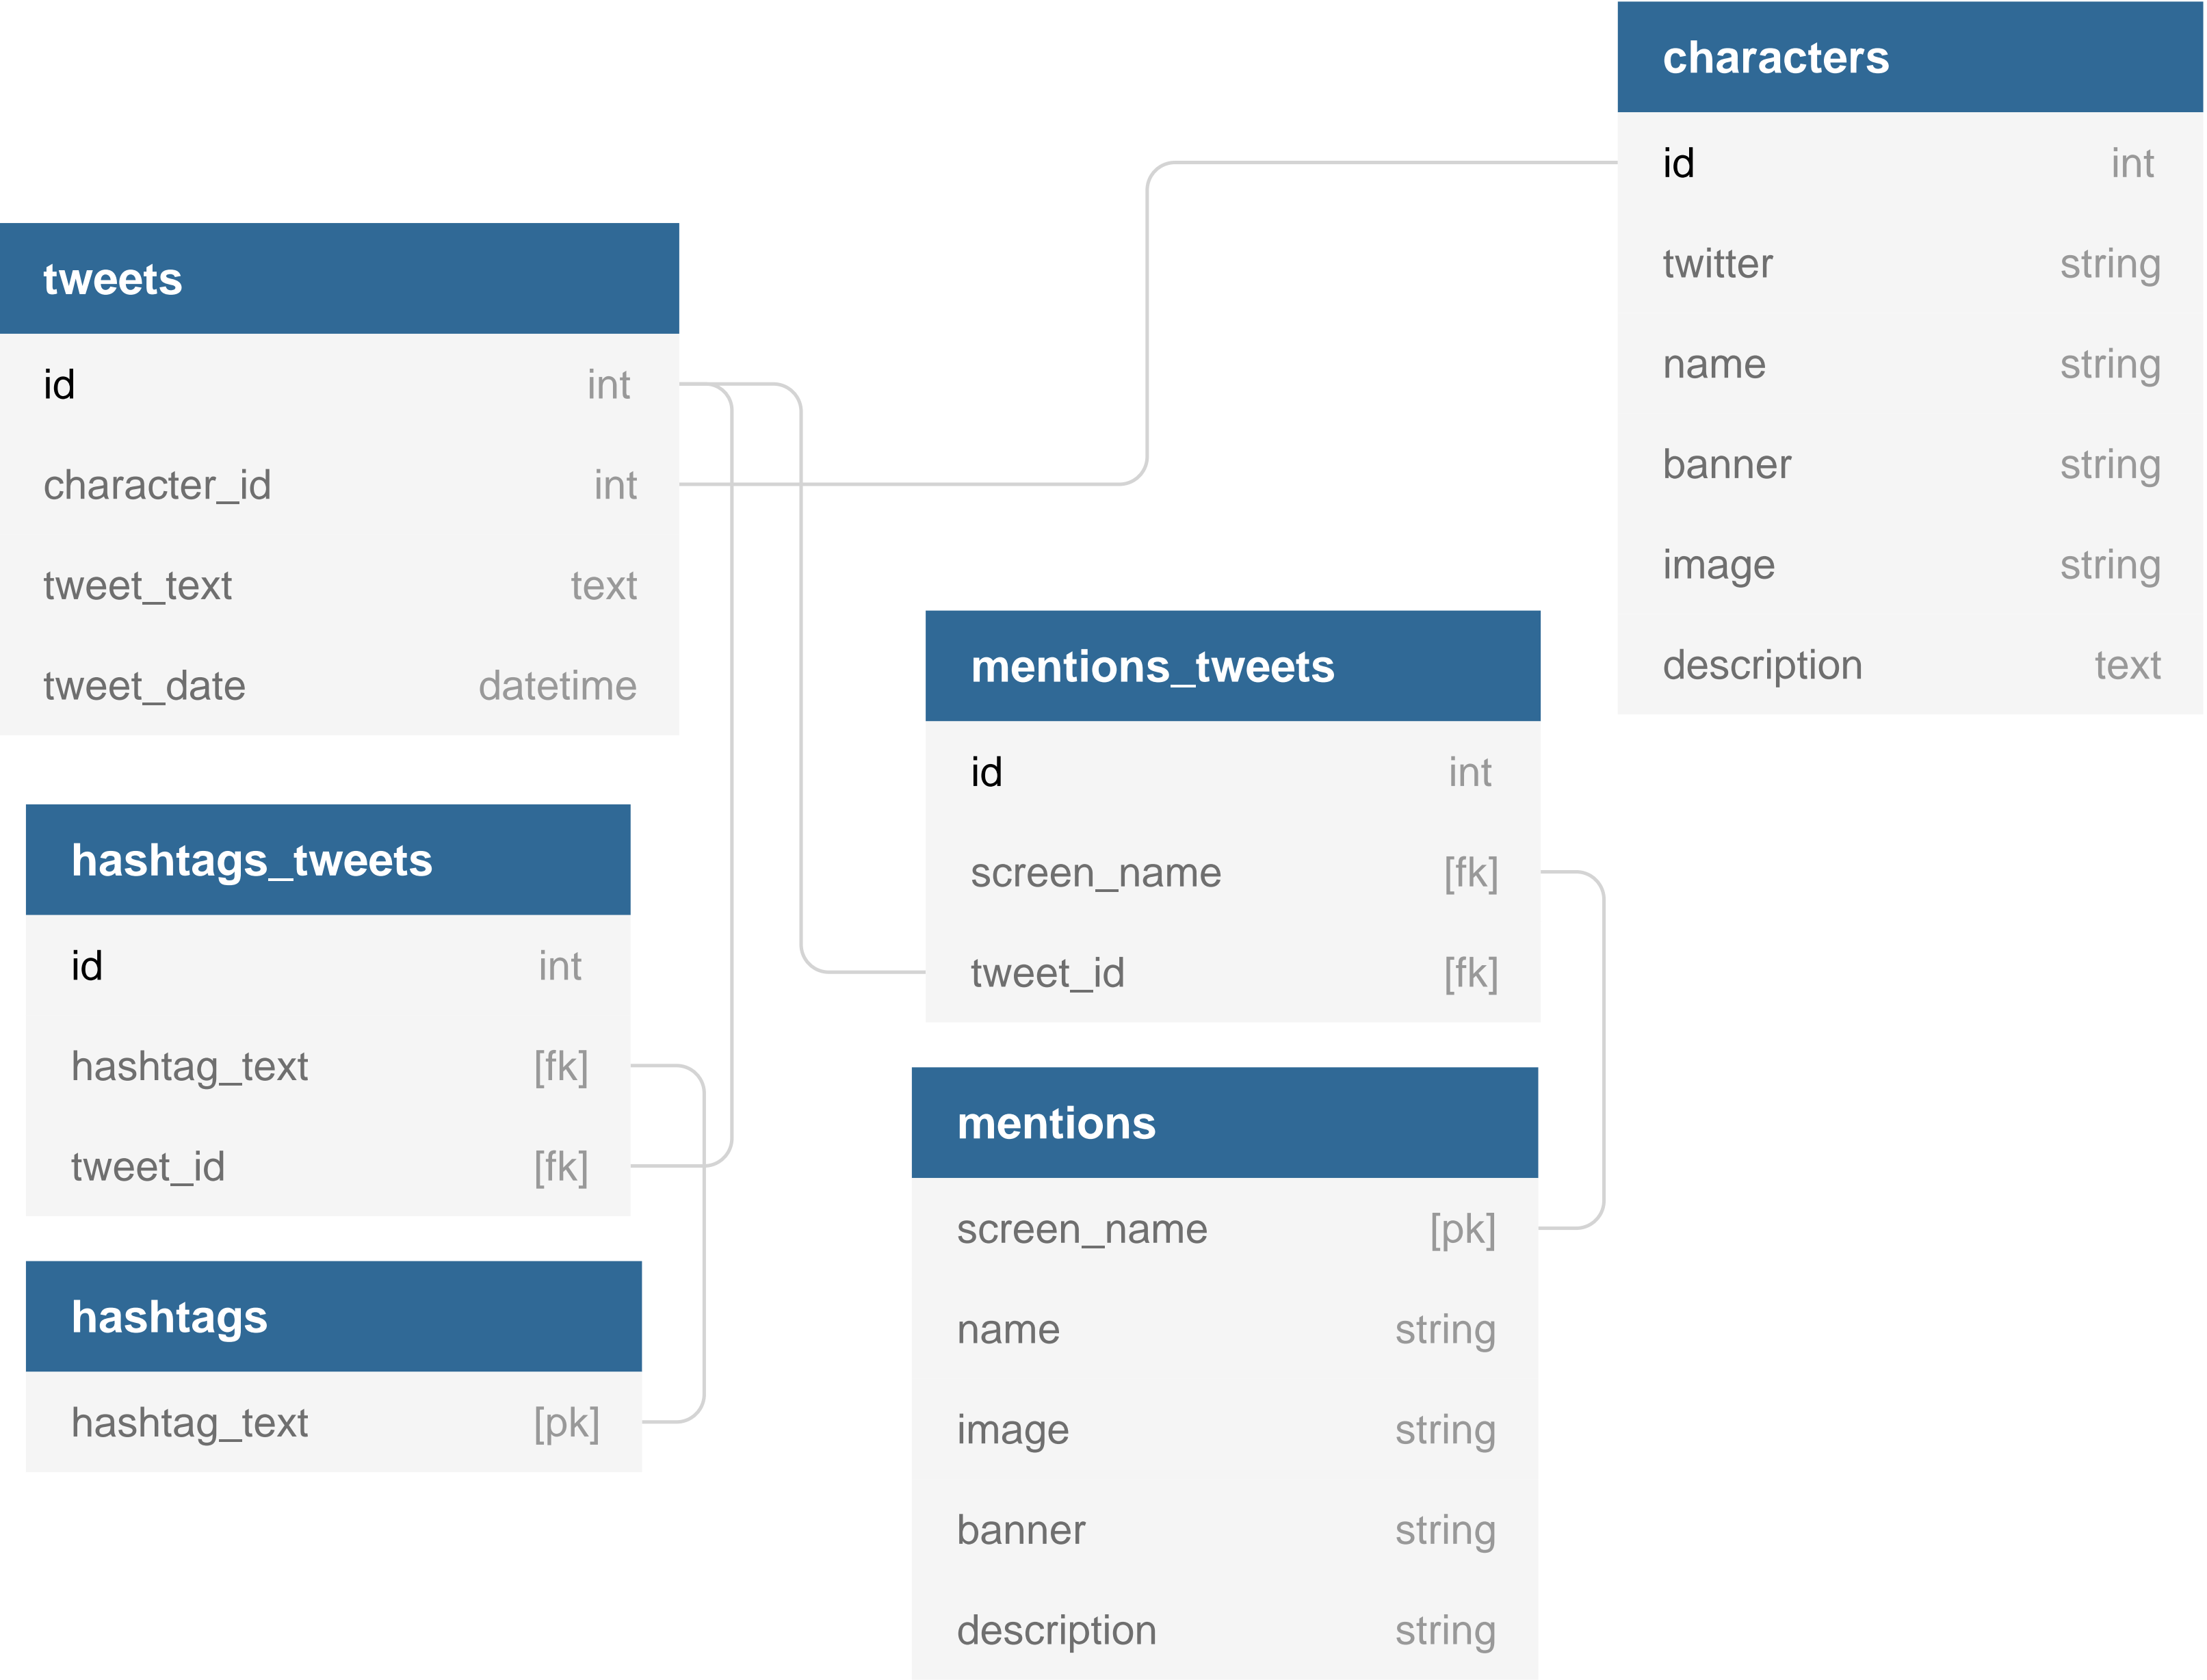 characters
id int
twitter string
name string
banner string
image string
description text
tweets
id int
character_id int
tweet_text text
tweet_date datetime
mentions_tweets
id int
screen_name [fk]
tweet_id [fk]
hashtags_tweets
id int
hashtag_text [fk]
tweet_id [fk]
mentions
screen_name [pk]
name string
image string
banner string
description string
hashtags
hashtag_text [pk]